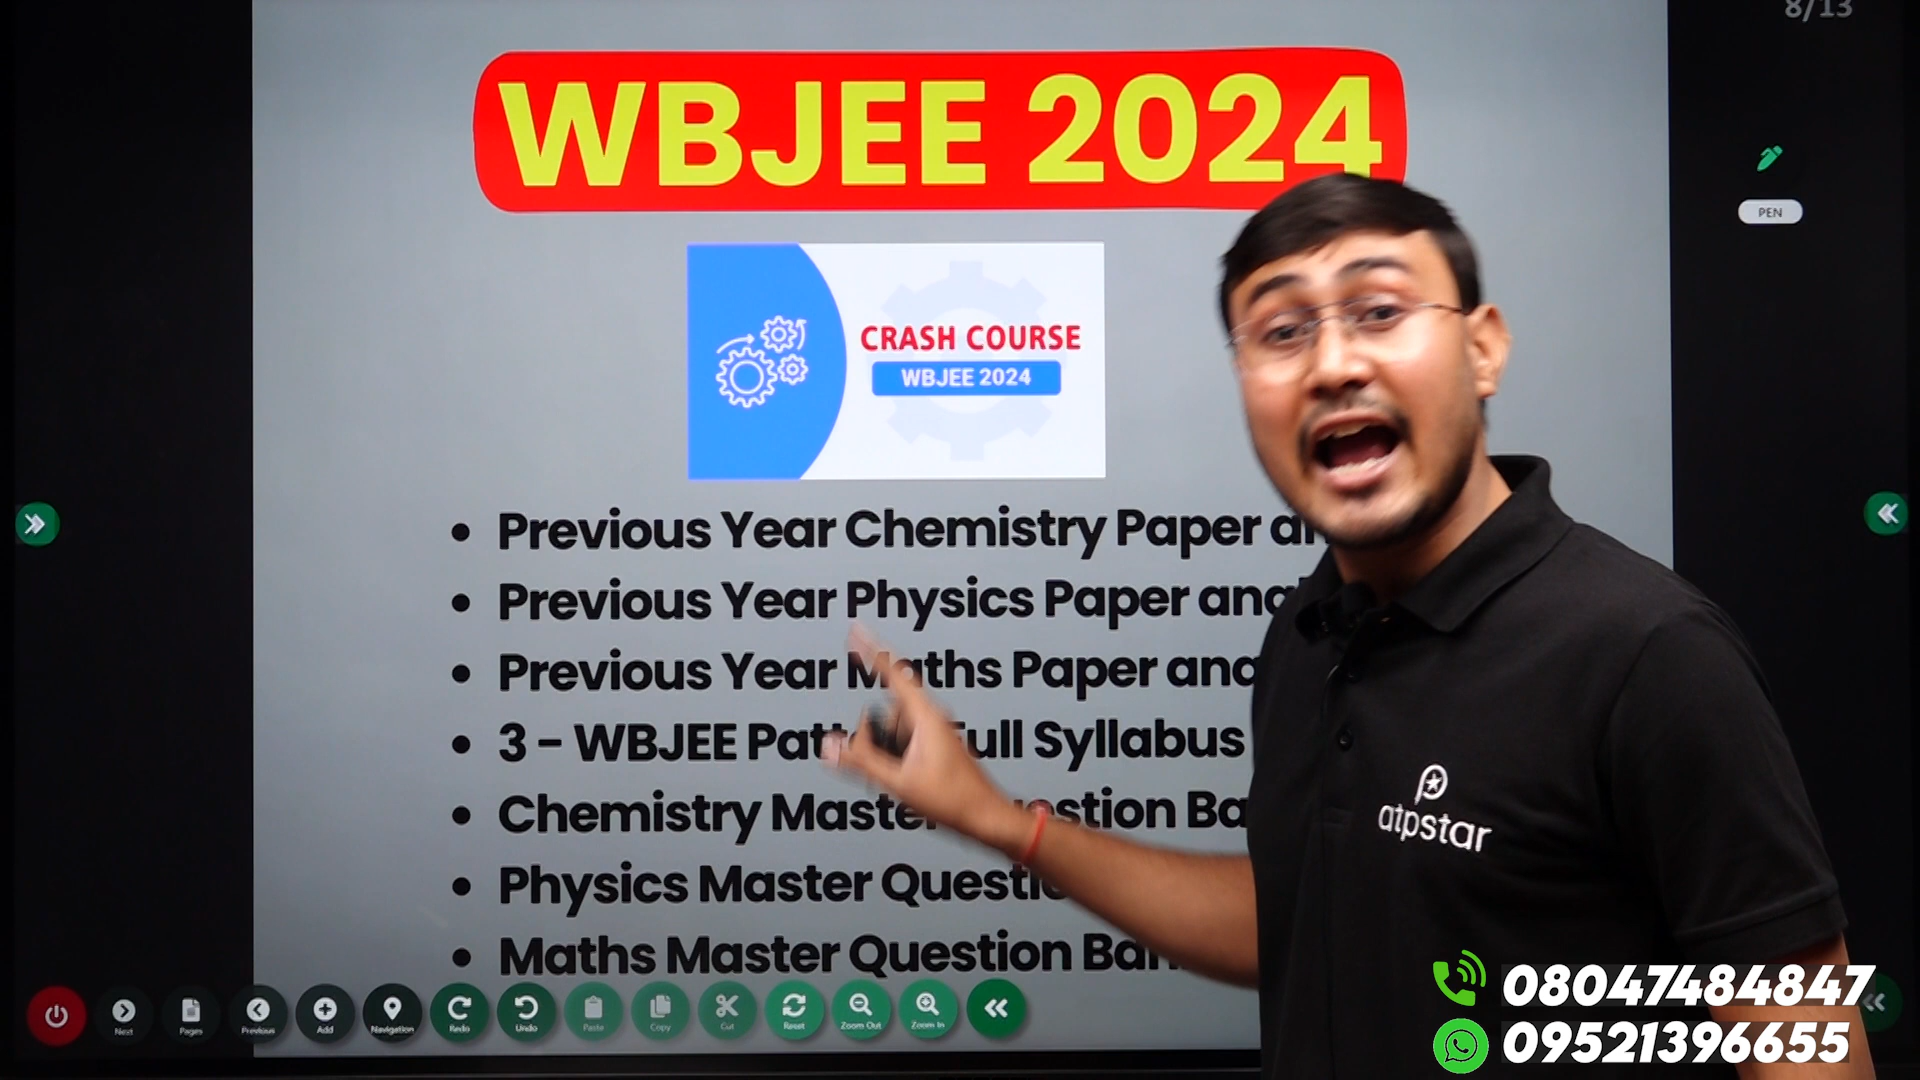 8/13
WBJEE 2024
PEN
CRASH COURSE
WBJEE 2024
• Previous Year Chemistry Paper
• Previous Year Physics Paper
• Previous Year Maths Paper
• 3 - WBJEE Full Syllabus
• Chemistry
• Physics Master
• Maths Master Question
atpstar
Next
Pages
Previous
Add
Navigation
Redo
Undo
Paste
Copy
Cut
Reset
Zoom Out
Zoom In
08047484847
09521396655